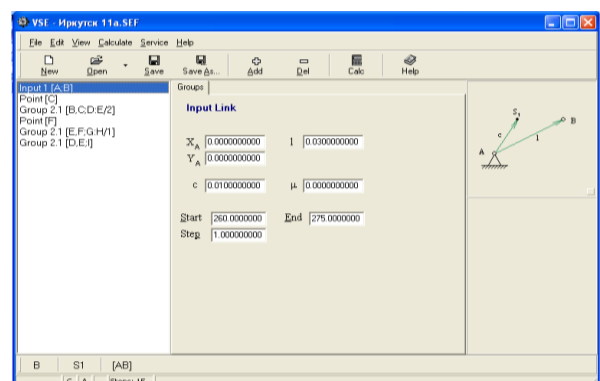 VSE - Иркутск 11a.SEF
File Edit View Calculate Service Help
New Open Save Save As... Add Del Calc Help
Input 1 [A;B]
Point [C]
Group 2.1 [B,C;D:E/2]
Point [F]
Group 2.1 [E,F;G:H/1]
Group 2.1 [D,E;I]
Groups
Input Link
X A 0.0000000000 l 0.0300000000
Y A 0.0000000000
c 0.0100000000 μ 0.0000000000
Start 260.0000000 End 275.0000000
Step 1.000000000
S1 B
c l
A
B S1 [AB]